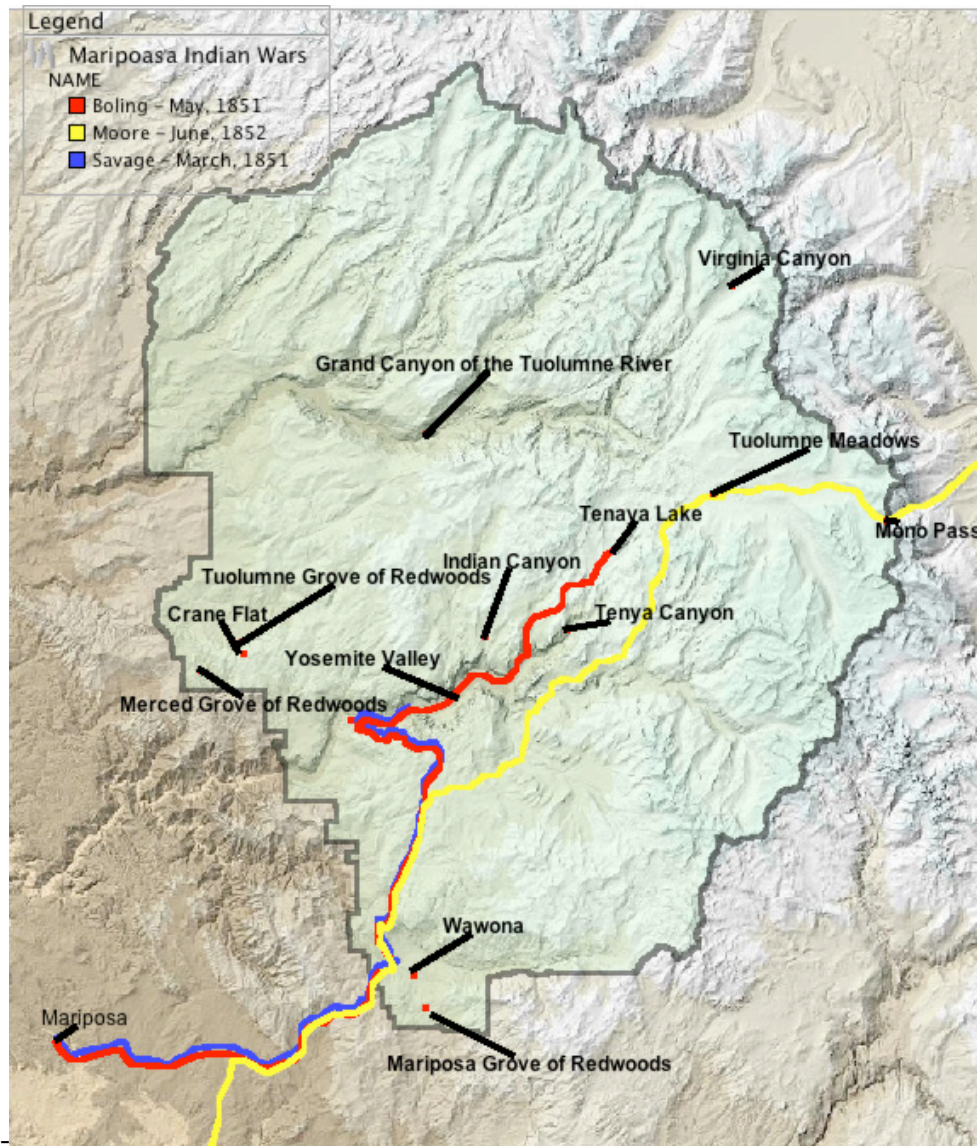 Legend
Maripoasa Indian Wars
NAME
Boling - May, 1851
Moore - June, 1852
Savage - March, 1851
Virginia Canyon
Grand Canyon of the Tuolumne River
Tuolumne Meadows
Tenaya Lake
Mono Pass
Indian Canyon
Tuolumne Grove of Redwoods
Crane Flat
Tenya Canyon
Yosemite Valley
Merced Grove of Redwoods
Wawona
Mariposa
Mariposa Grove of Redwoods